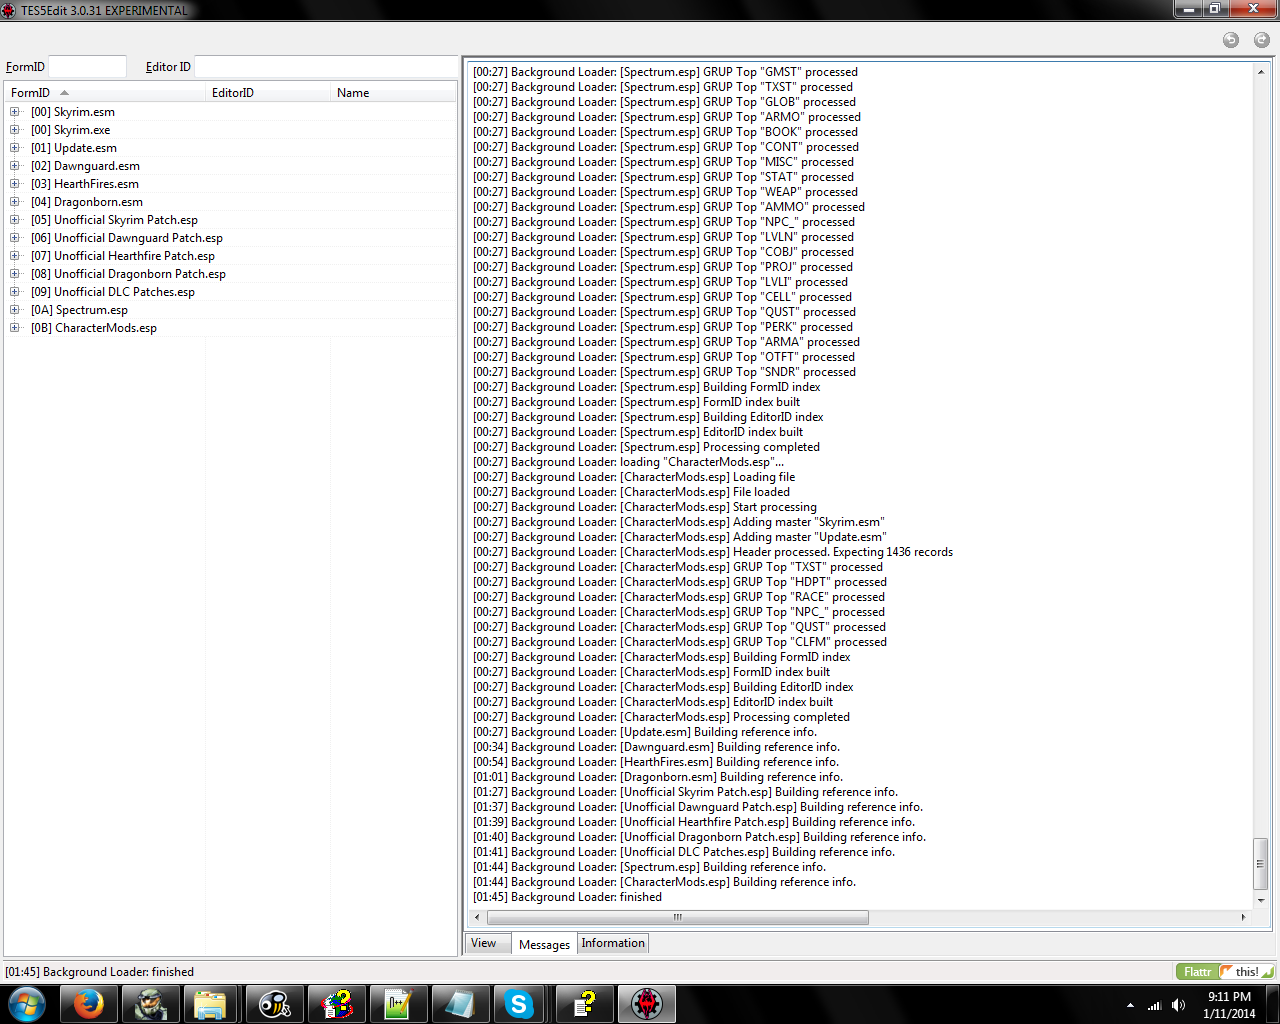 TES5Edit 3.0.31 EXPERIMENTAL
FormID
Editor ID
FormID EditorID Name
[00] Skyrim.esm
[00] Skyrim.exe
[01] Update.esm
[02] Dawnguard.esm
[03] HearthFires.esm
[04] Dragonborn.esm
[05] Unofficial Skyrim Patch.esp
[06] Unofficial Dawnguard Patch.esp
[07] Unofficial Hearthfire Patch.esp
[08] Unofficial Dragonborn Patch.esp
[09] Unofficial DLC Patches.esp
[0A] Spectrum.esp
[0B] CharacterMods.esp
[00:27] Background Loader: [Spectrum.esp] GRUP Top "GMST" processed
[00:27] Background Loader: [Spectrum.esp] GRUP Top "TXST" processed
[00:27] Background Loader: [Spectrum.esp] GRUP Top "GLOB" processed
[00:27] Background Loader: [Spectrum.esp] GRUP Top "ARMO" processed
[00:27] Background Loader: [Spectrum.esp] GRUP Top "BOOK" processed
[00:27] Background Loader: [Spectrum.esp] GRUP Top "CONT" processed
[00:27] Background Loader: [Spectrum.esp] GRUP Top "MISC" processed
[00:27] Background Loader: [Spectrum.esp] GRUP Top "STAT" processed
[00:27] Background Loader: [Spectrum.esp] GRUP Top "WEAP" processed
[00:27] Background Loader: [Spectrum.esp] GRUP Top "AMMO" processed
[00:27] Background Loader: [Spectrum.esp] GRUP Top "NPC_" processed
[00:27] Background Loader: [Spectrum.esp] GRUP Top "LVLN" processed
[00:27] Background Loader: [Spectrum.esp] GRUP Top "COBJ" processed
[00:27] Background Loader: [Spectrum.esp] GRUP Top "PROJ" processed
[00:27] Background Loader: [Spectrum.esp] GRUP Top "LVLI" processed
[00:27] Background Loader: [Spectrum.esp] GRUP Top "CELL" processed
[00:27] Background Loader: [Spectrum.esp] GRUP Top "QUST" processed
[00:27] Background Loader: [Spectrum.esp] GRUP Top "PERK" processed
[00:27] Background Loader: [Spectrum.esp] GRUP Top "ARMA" processed
[00:27] Background Loader: [Spectrum.esp] GRUP Top "OTFT" processed
[00:27] Background Loader: [Spectrum.esp] GRUP Top "SNDR" processed
[00:27] Background Loader: [Spectrum.esp] Building FormID index
[00:27] Background Loader: [Spectrum.esp] FormID index built
[00:27] Background Loader: [Spectrum.esp] Building EditorID index
[00:27] Background Loader: [Spectrum.esp] EditorID index built
[00:27] Background Loader: [Spectrum.esp] Processing completed
[00:27] Background Loader: loading "CharacterMods.esp"...
[00:27] Background Loader: [CharacterMods.esp] Loading file
[00:27] Background Loader: [CharacterMods.esp] File loaded
[00:27] Background Loader: [CharacterMods.esp] Start processing
[00:27] Background Loader: [CharacterMods.esp] Adding master "Skyrim.esm"
[00:27] Background Loader: [CharacterMods.esp] Adding master "Update.esm"
[00:27] Background Loader: [CharacterMods.esp] Header processed. Expecting 1436 records
[00:27] Background Loader: [CharacterMods.esp] GRUP Top "TXST" processed
[00:27] Background Loader: [CharacterMods.esp] GRUP Top "HDPT" processed
[00:27] Background Loader: [CharacterMods.esp] GRUP Top "RACE" processed
[00:27] Background Loader: [CharacterMods.esp] GRUP Top "NPC_" processed
[00:27] Background Loader: [CharacterMods.esp] GRUP Top "QUST" processed
[00:27] Background Loader: [CharacterMods.esp] GRUP Top "CLFM" processed
[00:27] Background Loader: [CharacterMods.esp] Building FormID index
[00:27] Background Loader: [CharacterMods.esp] FormID index built
[00:27] Background Loader: [CharacterMods.esp] Building EditorID index
[00:27] Background Loader: [CharacterMods.esp] EditorID index built
[00:27] Background Loader: [CharacterMods.esp] Processing completed
[00:27] Background Loader: [Update.esm] Building reference info.
[00:34] Background Loader: [Dawnguard.esm] Building reference info.
[00:54] Background Loader: [HearthFires.esm] Building reference info.
[01:01] Background Loader: [Dragonborn.esm] Building reference info.
[01:27] Background Loader: [Unofficial Skyrim Patch.esp] Building reference info.
[01:37] Background Loader: [Unofficial Dawnguard Patch.esp] Building reference info.
[01:39] Background Loader: [Unofficial Hearthfire Patch.esp] Building reference info.
[01:40] Background Loader: [Unofficial Dragonborn Patch.esp] Building reference info.
[01:41] Background Loader: [Unofficial DLC Patches.esp] Building reference info.
[01:44] Background Loader: [Spectrum.esp] Building reference info.
[01:44] Background Loader: [CharacterMods.esp] Building reference info.
[01:45] Background Loader: finished
View Messages Information
[01:45] Background Loader: finished
Flattr this!
9:11 PM
1/11/2014